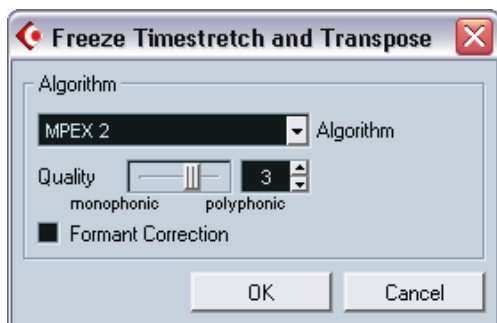 Freeze Timestretch and Transpose
Algorithm
MPEX 2 Algorithm
Quality 3
monophonic polyphonic
Formant Correction
OK Cancel